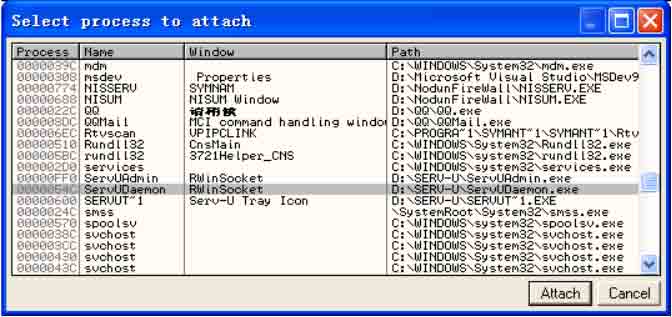 Select process to attach
Process Name Window Path
0000039C mdm C:\WINDOWS\System32\mdm.exe
00000308 msdev Properties D:\Microsoft Visual Studio\MSDev9
00000774 NISSERV SYMNAM D:\NodunFireWall\NISSERV.EXE
00000688 NISUM NISUM Window D:\NodunFireWall\NISUM.EXE
0000022C QQ D:\QQ\QQ.exe
000008DC QQMail MCI command handling windo D:\QQ\QQMail.exe
000006EC Rtvscan VPIPCLINK C:\PROGRA~1\SYMANT~1\SYMANT~1\Rtv
00000510 Rundll32 CnsMain C:\WINDOWS\System32\Rundll32.exe
000005BC rundll32 3721Helper_CNS C:\WINDOWS\System32\rundll32.exe
000002D0 services C:\WINDOWS\system32\services.exe
00000FF0 ServUAdmin RWinSocket D:\SERV-U\ServUAdmin.exe
0000054C ServUDaemon RWinSocket D:\SERV-U\ServUDaemon.exe
00000600 SERVUT~1 Serv-U Tray Icon D:\SERV-U\SERVUT~1.EXE
0000024C smss \SystemRoot\System32\smss.exe
00000570 spoolsv C:\WINDOWS\system32\spoolsv.exe
0000038C svchost C:\WINDOWS\system32\svchost.exe
000003CC svchost C:\WINDOWS\System32\svchost.exe
00000430 svchost C:\WINDOWS\System32\svchost.exe
0000043C svchost C:\WINDOWS\System32\svchost.exe
Attach Cancel